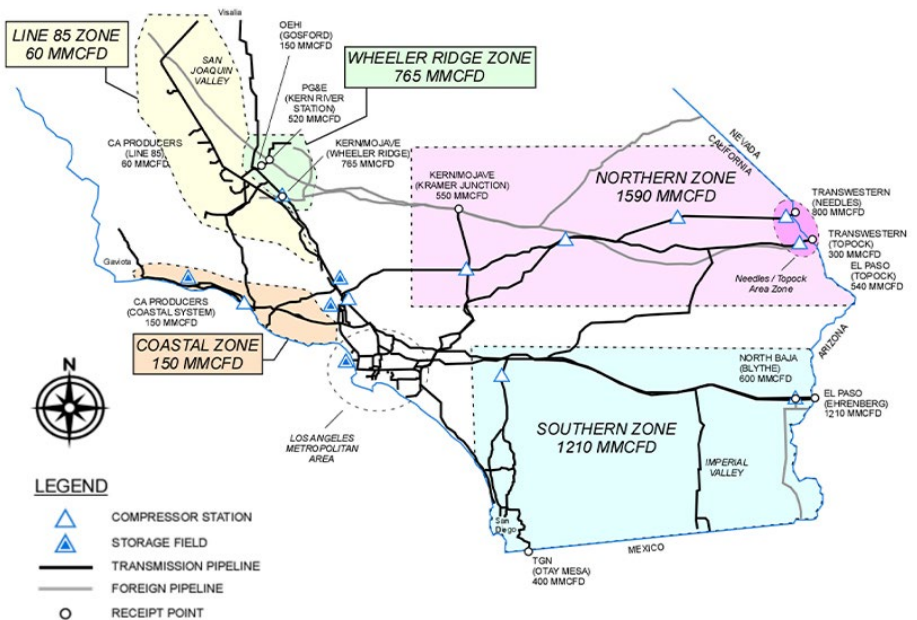 Visalia
OEHI
(GOSFORD)
150 MMCFD
LINE 85 ZONE
60 MMCFD
SAN
JOAQUIN
VALLEY
WHEELER RIDGE ZONE
765 MMCFD
PG&E
(KERN RIVER
STATION)
520 MMCFD
CA PRODUCERS
(LINE 85)
60 MMCFD
KERN/MOJAVE
(WHEELER RIDGE)
765 MMCFD
NEVADA
CALIFORNIA
KERN/MOJAVE
(KRAMER JUNCTION)
550 MMCFD
NORTHERN ZONE
1590 MMCFD
TRANSWESTERN
(NEEDLES)
800 MMCFD
TRANSWESTERN
(TOPOCK)
300 MMCFD
EL PASO
(TOPOCK)
540 MMCFD
Needles / Topock
Area Zone
Gaviota
CA PRODUCERS
(COASTAL SYSTEM)
150 MMCFD
COASTAL ZONE
150 MMCFD
ARIZONA
NORTH BAJA
(BLYTHE)
600 MMCFD
EL PASO
(EHRENBERG)
1210 MMCFD
N
LOS ANGELES
METROPOLITAN
AREA
SOUTHERN ZONE
1210 MMCFD
IMPERIAL
VALLEY
San
Diego
MEXICO
TGN
(OTAY MESA)
400 MMCFD
LEGEND
COMPRESSOR STATION
STORAGE FIELD
TRANSMISSION PIPELINE
FOREIGN PIPELINE
RECEIPT POINT